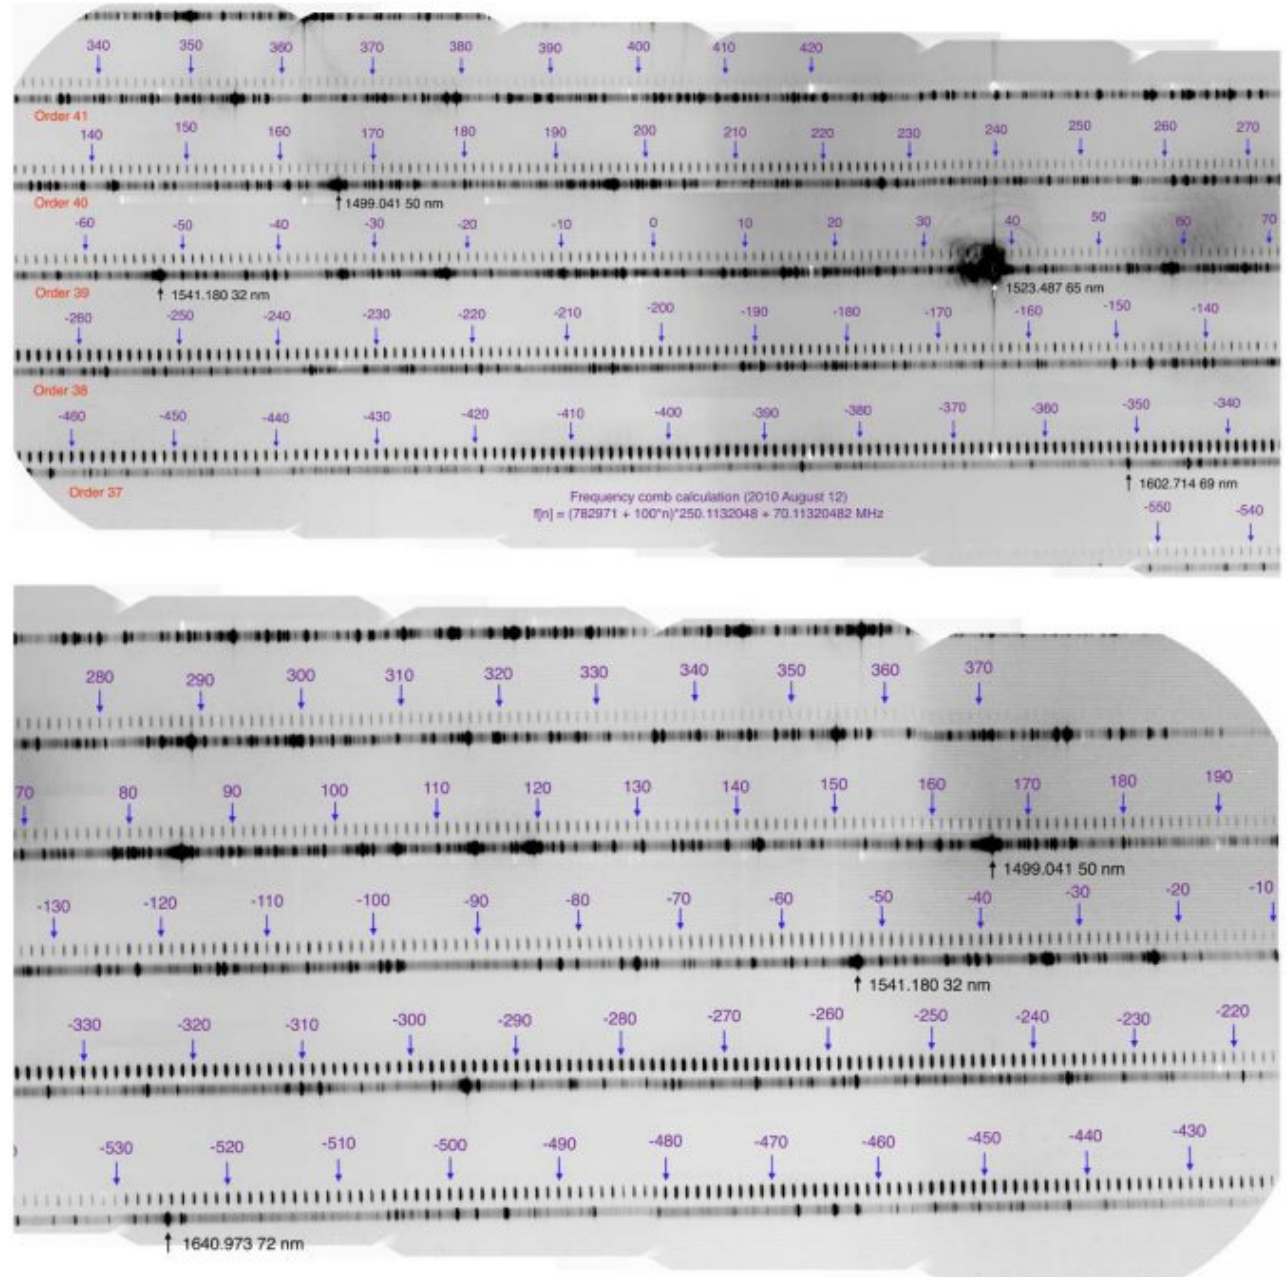 340 350 360 370 380 390 400 410 420
Order 41
140 150 160 170 180 190 200 210 220 230 240 250 260 270
Order 40
1499.041 50 nm
-60 -50 -40 -30 -20 -10 0 10 20 30 40 50 60 70
Order 39
1541.180 32 nm
1523.487 65 nm
-260 -250 -240 -230 -220 -210 -200 -190 -180 -170 -160 -150 -140
Order 38
-460 -450 -440 -430 -420 -410 -400 -390 -380 -370 -360 -350 -340
Order 37
1602.714 69 nm
Frequency comb calculation (2010 August 12)
f[n] = (782971 + 100*n)*250.1132048 + 70.11320482 MHz
-550 -540
280 290 300 310 320 330 340 350 360 370
70 80 90 100 110 120 130 140 150 160 170 180 190
1499.041 50 nm
-130 -120 -110 -100 -90 -80 -70 -60 -50 -40 -30 -20 -10
1541.180 32 nm
-330 -320 -310 -300 -290 -280 -270 -260 -250 -240 -230 -220
-530 -520 -510 -500 -490 -480 -470 -460 -450 -440 -430
1640.973 72 nm